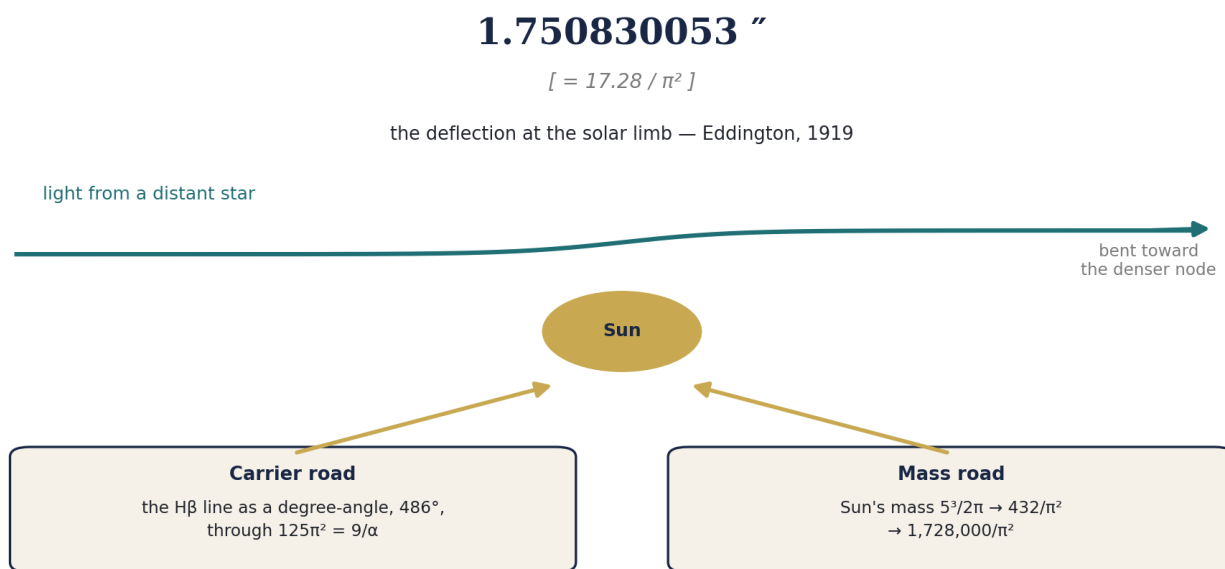 1.750830053 ″
[ = 17.28 / π² ]
the deflection at the solar limb — Eddington, 1919
light from a distant star
bent toward
the denser node
Sun
Carrier road
the Hβ line as a degree-angle, 486°,
through 125π² = 9/α
Mass road
Sun's mass 5³/2π → 432/π²
→ 1,728,000/π²